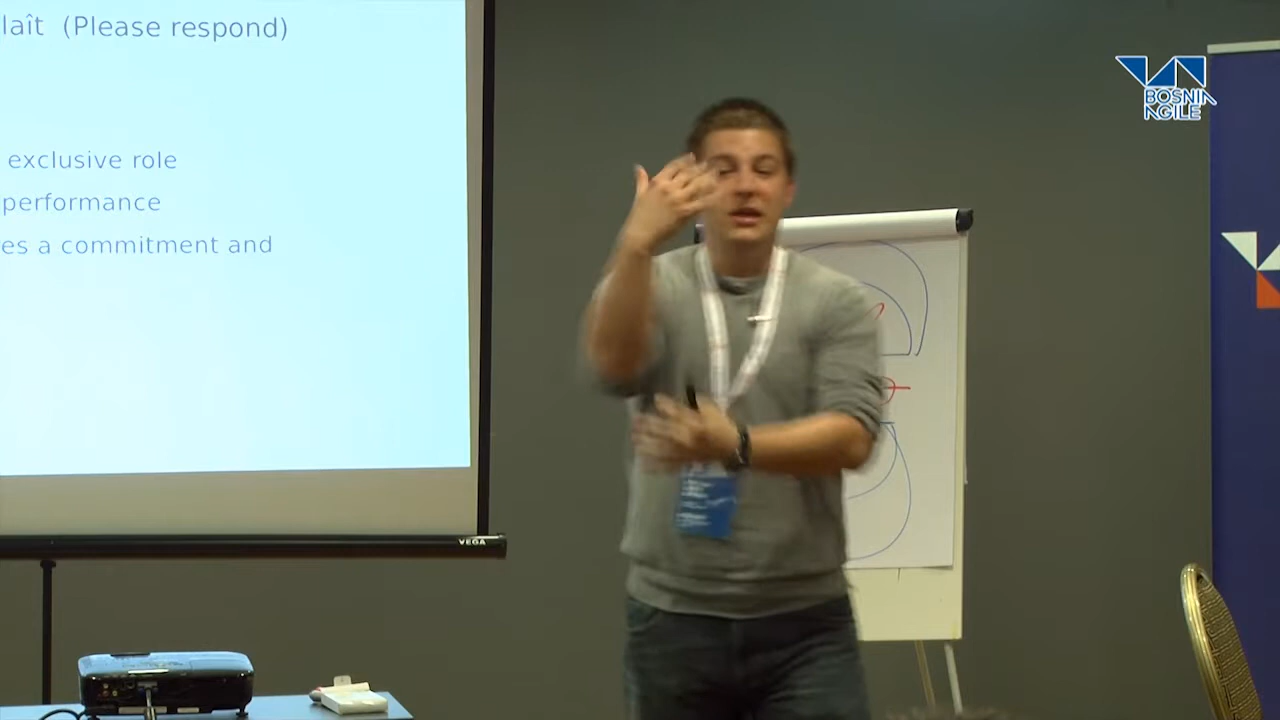 laît (Please respond)
exclusive role
performance
es a commitment and
VEGA
BOSNIA
AGILE